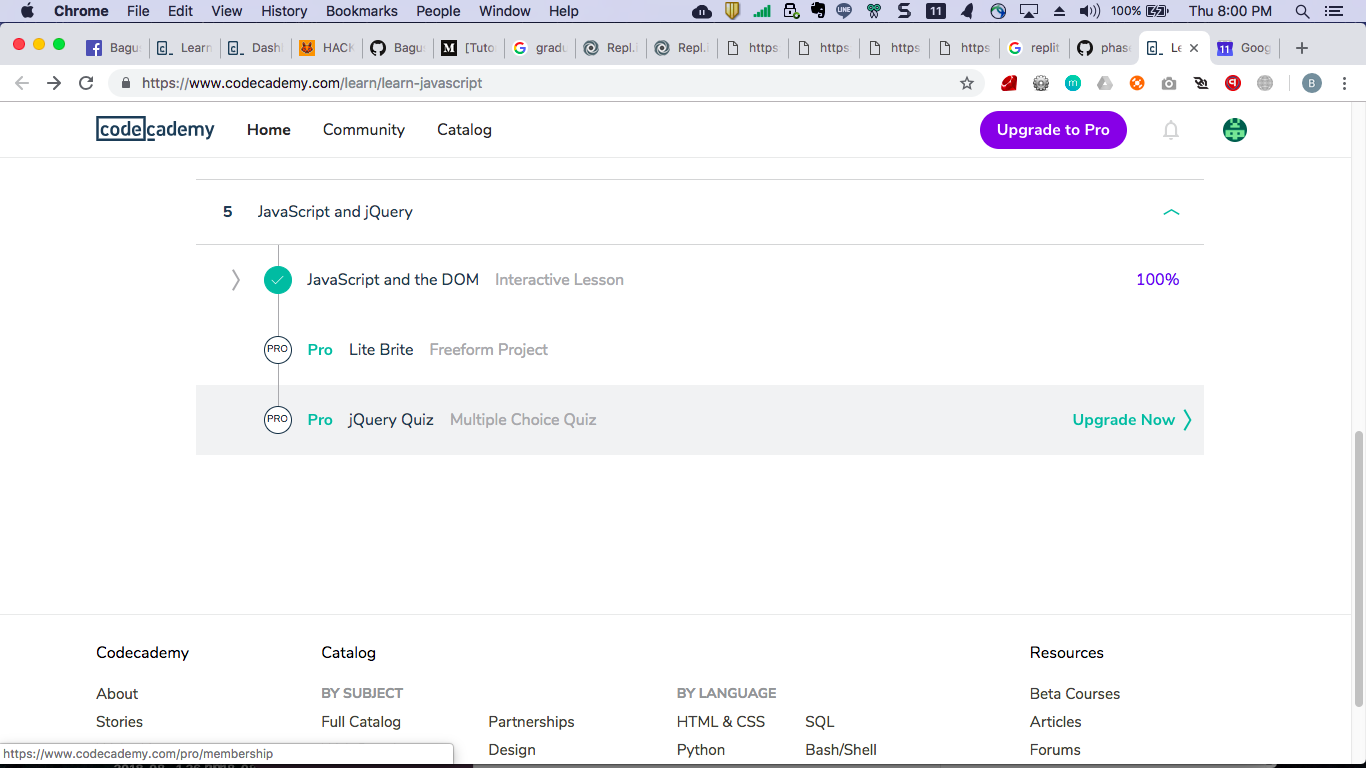 Chrome File Edit View History Bookmarks People Window Help 11 100% Thu 8:00 PM
Bagu Learn Dash HACK Bagu [Tuto gradu Repl.i Repl. https https https https replit phas Le Goog
https://www.codecademy.com/learn/learn-javascript
codecademy Home Community Catalog Upgrade to Pro
5 JavaScript and jQuery
JavaScript and the DOM Interactive Lesson 100%
PRO Pro Lite Brite Freeform Project
PRO Pro jQuery Quiz Multiple Choice Quiz Upgrade Now
Codecademy Catalog Resources
About BY SUBJECT BY LANGUAGE Beta Courses
Stories Full Catalog Partnerships HTML & CSS SQL Articles
Design Python Bash/Shell Forums
https://www.codecademy.com/pro/membership